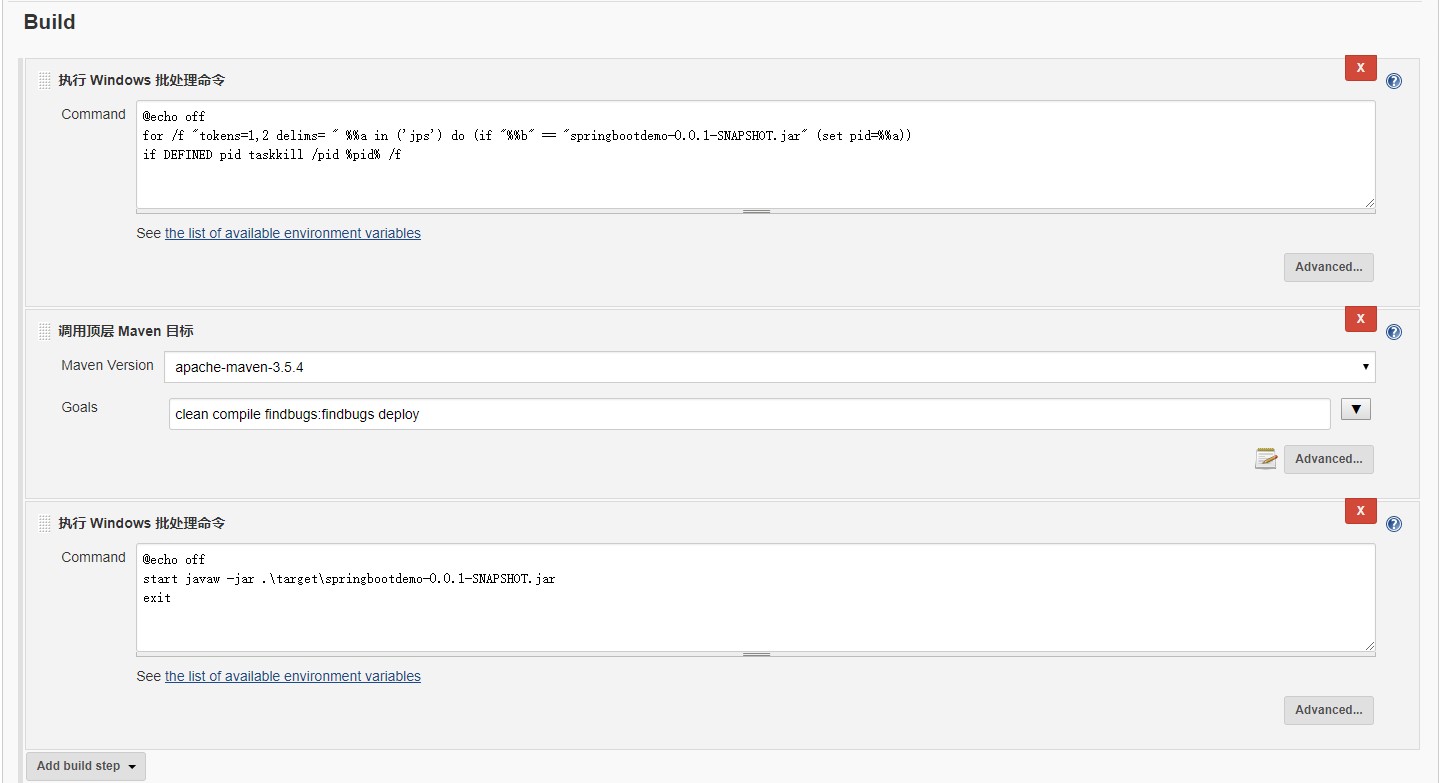 Build
执行 Windows 批处理命令
X
Command
@echo off
for /f "tokens=1,2 delims= " %%a in ('jps') do (if "%%b" == "springbootdemo-0.0.1-SNAPSHOT.jar" (set pid=%%a))
if DEFINED pid taskkill /pid %pid% /f
See the list of available environment variables
Advanced...
调用顶层 Maven 目标
X
Maven Version
apache-maven-3.5.4
Goals
clean compile findbugs:findbugs deploy
Advanced...
执行 Windows 批处理命令
X
Command
@echo off
start javaw -jar .\target\springbootdemo-0.0.1-SNAPSHOT.jar
exit
See the list of available environment variables
Advanced...
Add build step